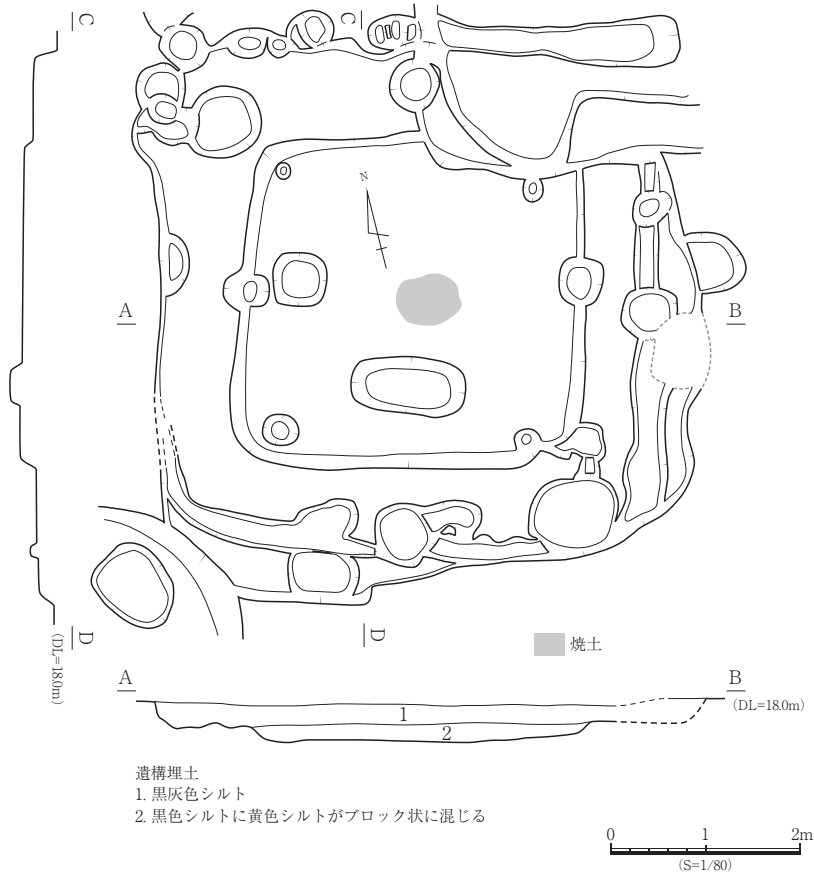 C
C
N
A
B
D
(DL=18.0m)
D
焼土
A
B
(DL=18.0m)
1
2
遺構埋土
1. 黒灰色シルト
2. 黒色シルトに黄色シルトがブロック状に混じる
0 1 2m
(S=1/80)